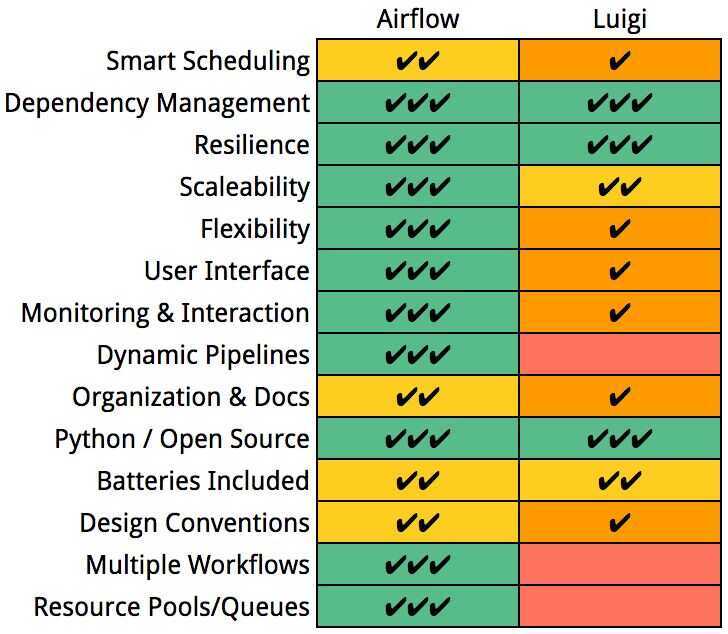 Airflow Luigi
Smart Scheduling ✔✔ ✔
Dependency Management ✔✔✔ ✔✔✔
Resilience ✔✔✔ ✔✔✔
Scaleability ✔✔✔ ✔✔
Flexibility ✔✔✔ ✔
User Interface ✔✔✔ ✔
Monitoring & Interaction ✔✔✔ ✔
Dynamic Pipelines ✔✔✔
Organization & Docs ✔✔ ✔
Python / Open Source ✔✔✔ ✔✔✔
Batteries Included ✔✔ ✔✔
Design Conventions ✔✔ ✔
Multiple Workflows ✔✔✔
Resource Pools/Queues ✔✔✔